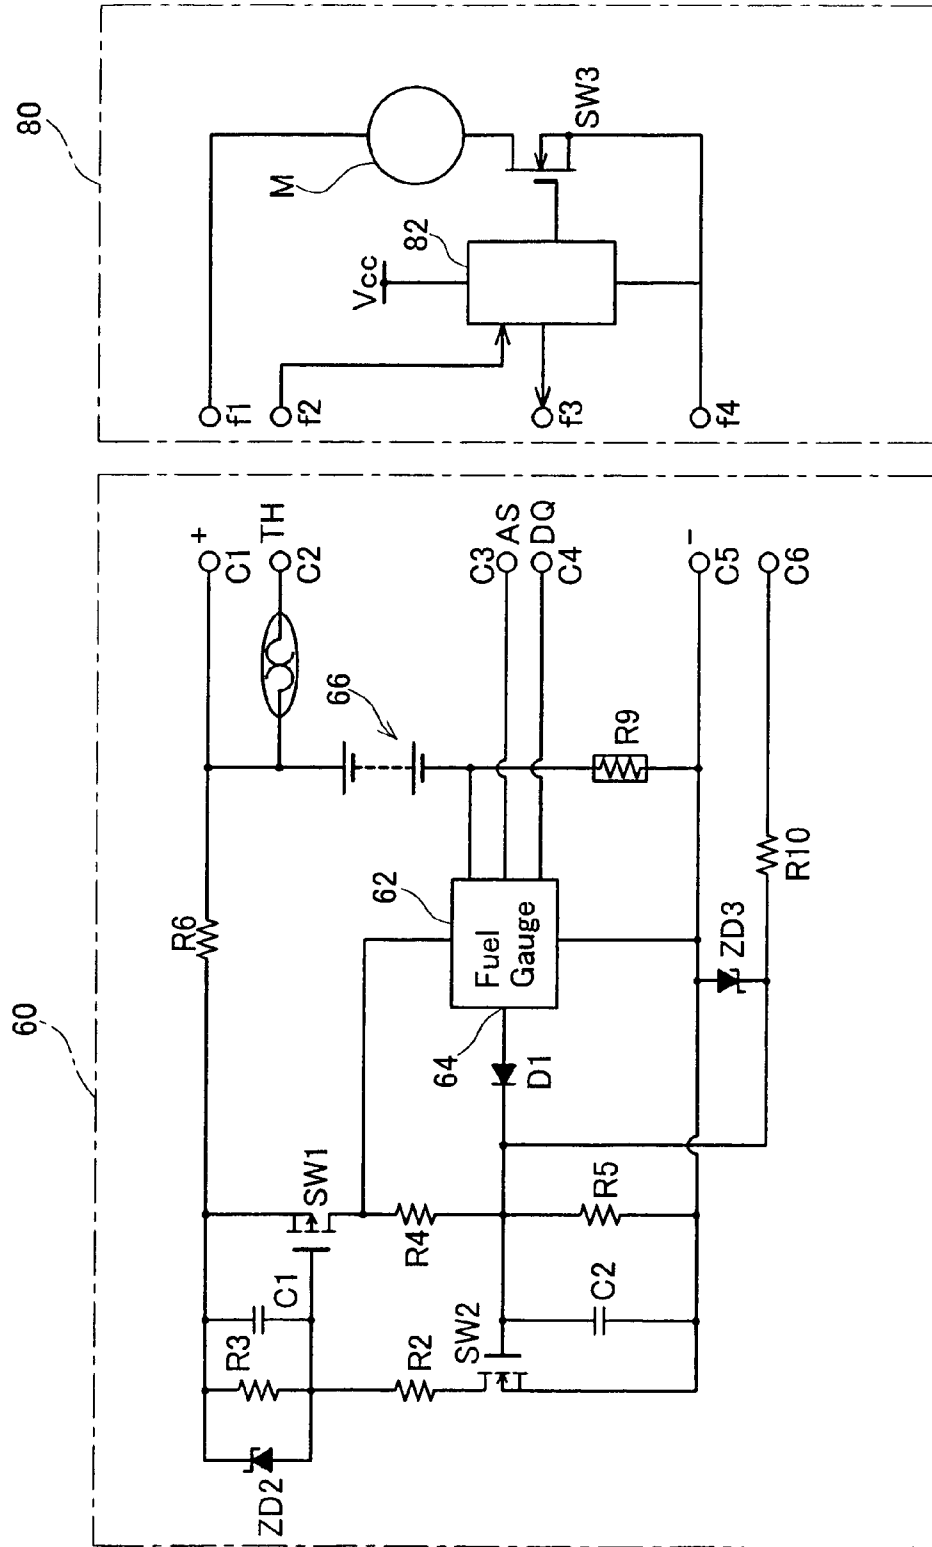 80
M
SW3
82
Vcc
f1
f2
f3
f4
60
+
C1
TH
C2
C3 AS
DQ
C4
-
C5
C6
66
R9
R10
R6
62
Fuel
Gauge
64
D1
ZD3
SW1
R4
R5
C1
R3
R2
SW2
C2
ZD2